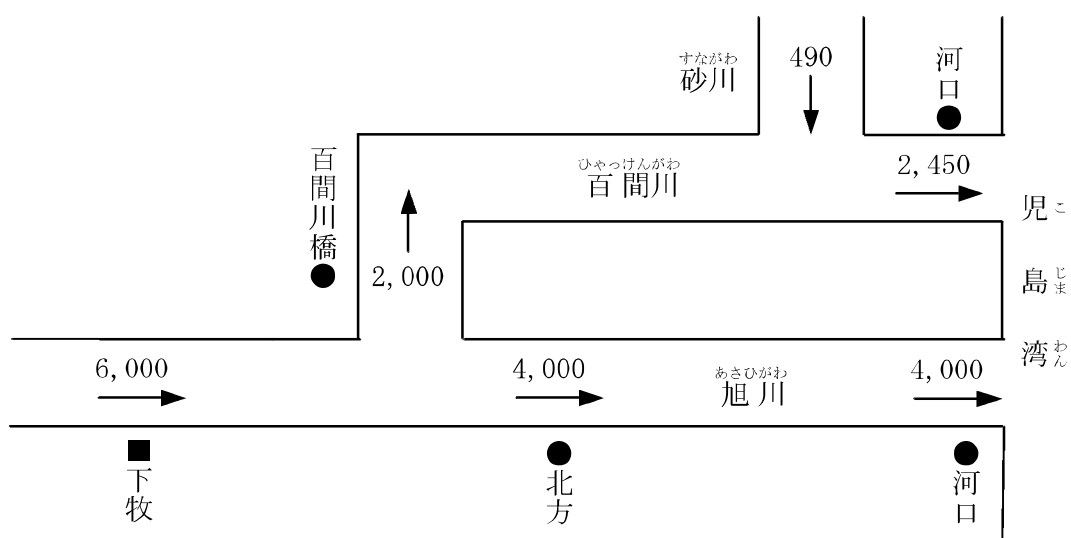 すながわ
砂川
490
河口
百間川橋
ひゃっけんがわ
百間川
2,450
2,000
児島湾
こじまわん
6,000
4,000
あさひがわ
旭川
4,000
下牧
北方
河口